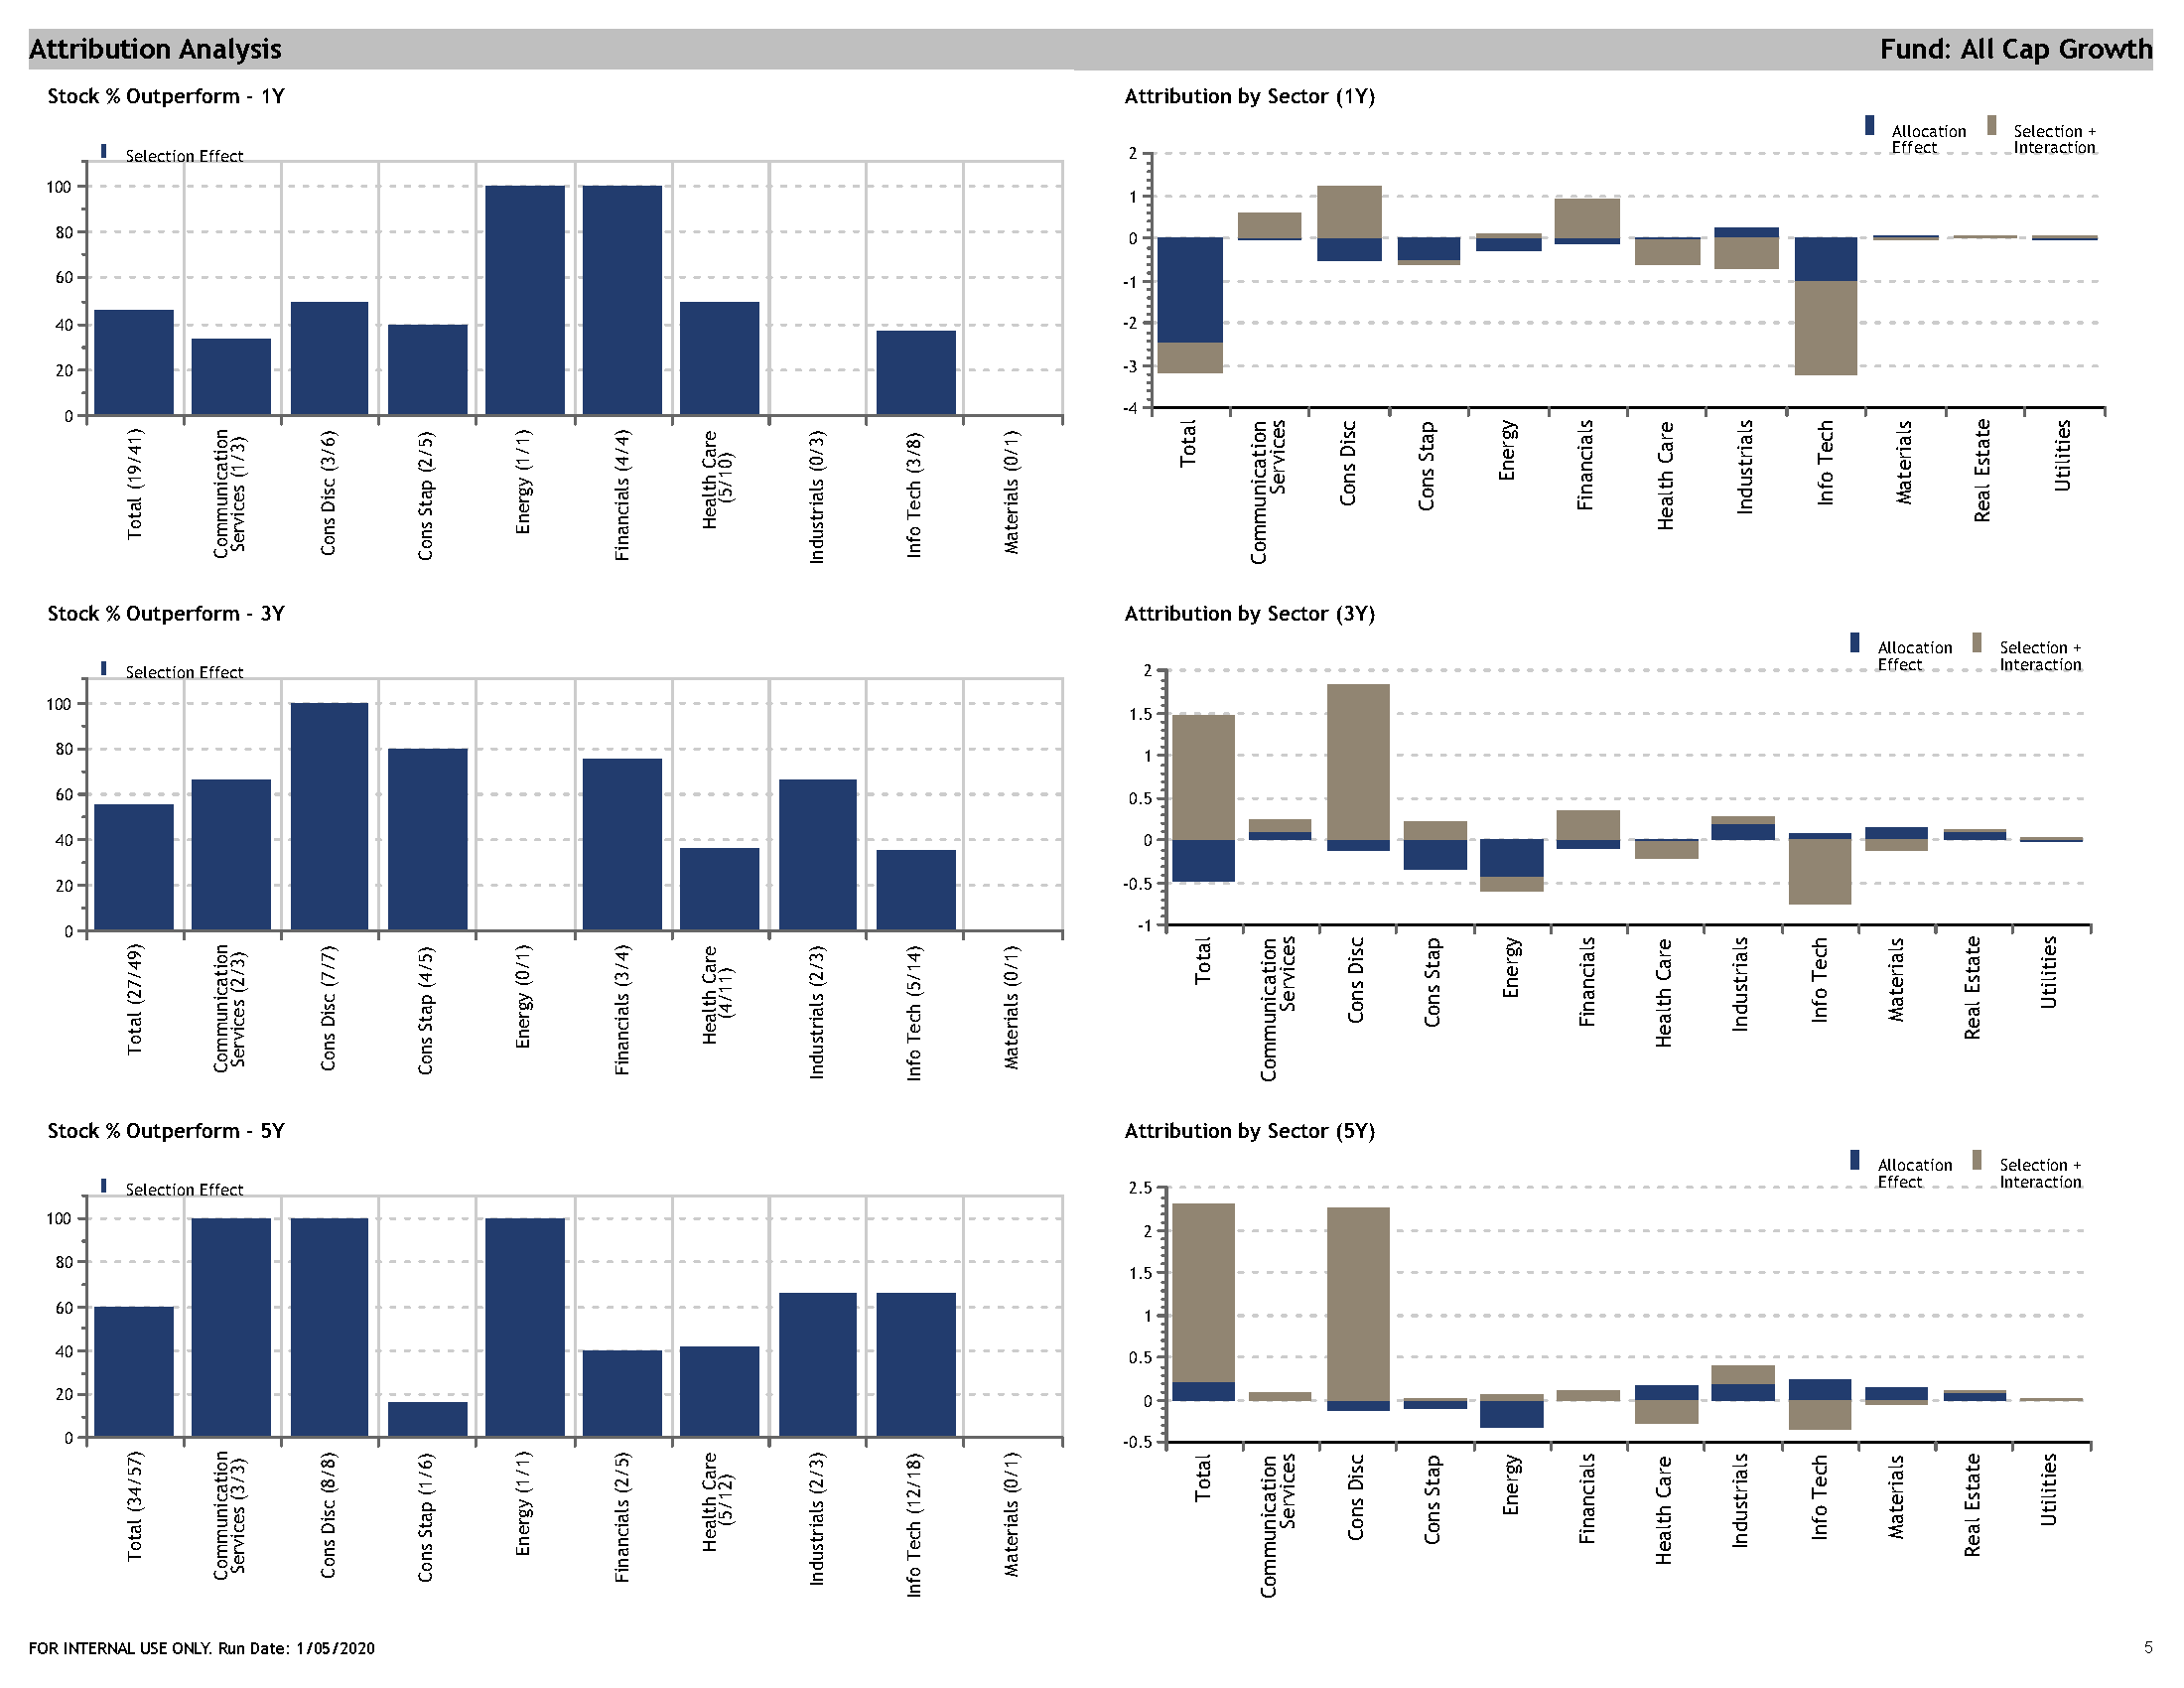 Attribution Analysis
Fund: All Cap Growth
Stock % Outperform - 1Y
Selection Effect
100
80
60
40
20
0
Total (19/41)
Communication
Services (1/3)
Cons Disc (3/6)
Cons Stap (2/5)
Energy (1/1)
Financials (4/4)
Health Care
(5/10)
Industrials (0/3)
Info Tech (3/8)
Materials (0/1)
Attribution by Sector (1Y)
Allocation
Effect
Selection +
Interaction
2
1
0
-1
-2
-3
-4
Total
Communication
Services
Cons Disc
Cons Stap
Energy
Financials
Health Care
Industrials
Info Tech
Materials
Real Estate
Utilities
Stock % Outperform - 3Y
Selection Effect
100
80
60
40
20
0
Total (27/49)
Communication
Services (2/3)
Cons Disc (7/7)
Cons Stap (4/5)
Energy (0/1)
Financials (3/4)
Health Care
(4/11)
Industrials (2/3)
Info Tech (5/14)
Materials (0/1)
Attribution by Sector (3Y)
Allocation
Effect
Selection +
Interaction
2
1.5
1
0.5
0
-0.5
-1
Total
Communication
Services
Cons Disc
Cons Stap
Energy
Financials
Health Care
Industrials
Info Tech
Materials
Real Estate
Utilities
Stock % Outperform - 5Y
Selection Effect
100
80
60
40
20
0
Total (34/57)
Communication
Services (3/3)
Cons Disc (8/8)
Cons Stap (1/6)
Energy (1/1)
Financials (2/5)
Health Care
(5/12)
Industrials (2/3)
Info Tech (12/18)
Materials (0/1)
Attribution by Sector (5Y)
Allocation
Effect
Selection +
Interaction
2.5
2
1.5
1
0.5
0
-0.5
Total
Communication
Services
Cons Disc
Cons Stap
Energy
Financials
Health Care
Industrials
Info Tech
Materials
Real Estate
Utilities
FOR INTERNAL USE ONLY. Run Date: 1/05/2020
5